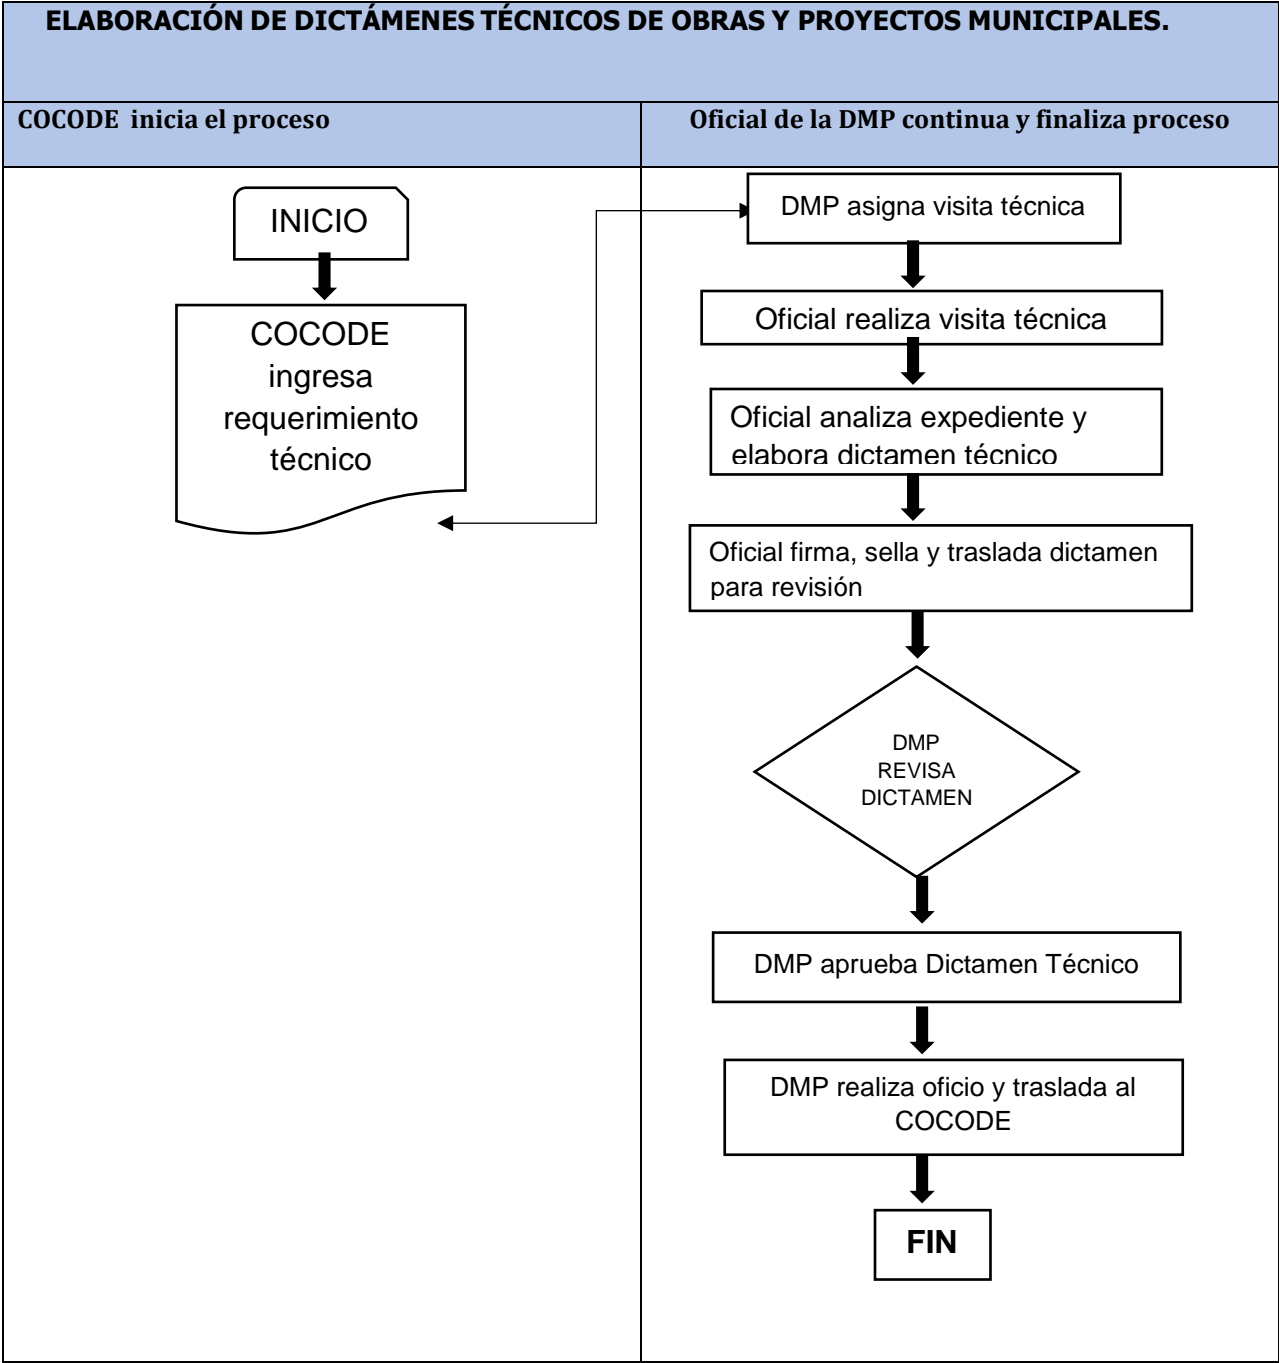 ELABORACIÓN DE DICTÁMENES TÉCNICOS DE OBRAS Y PROYECTOS MUNICIPALES.
COCODE inicia el proceso
Oficial de la DMP continua y finaliza proceso
INICIO
COCODE
ingresa
requerimiento
técnico
DMP asigna visita técnica
Oficial realiza visita técnica
Oficial analiza expediente y
elabora dictamen técnico
Oficial firma, sella y traslada dictamen
para revisión
DMP
REVISA
DICTAMEN
DMP aprueba Dictamen Técnico
DMP realiza oficio y traslada al
COCODE
FIN